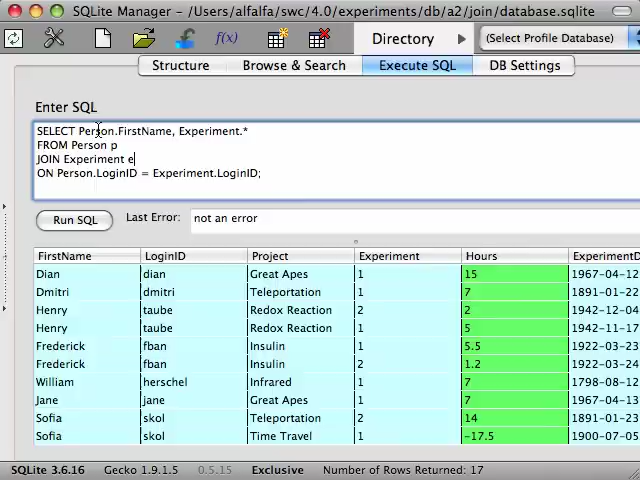 SQLite Manager - /Users/alfalfa/swc/4.0/experiments/db/a2/join/database.sqlite
f(x) Directory (Select Profile Database)
Structure Browse & Search Execute SQL DB Settings
Enter SQL
SELECT Person.FirstName, Experiment.*
FROM Person p
JOIN Experiment e
ON Person.LoginID = Experiment.LoginID;
Run SQL Last Error: not an error
FirstName LoginID Project Experiment Hours ExperimentD
Dian dian Great Apes 1 15 1967-04-12
Dmitri dmitri Teleportation 1 7 1891-01-22
Henry taube Redox Reaction 2 2 1942-12-04
Henry taube Redox Reaction 1 5 1942-11-17
Frederick fban Insulin 1 5.5 1922-03-23
Frederick fban Insulin 2 1.2 1922-03-24
William herschel Infrared 1 7 1798-08-12
Jane jane Great Apes 1 7 1967-04-13
Sofia skol Teleportation 2 14 1891-01-23
Sofia skol Time Travel 1 -17.5 1900-07-05
SQLite 3.6.16 Gecko 1.9.1.5 0.5.15 Exclusive Number of Rows Returned: 17